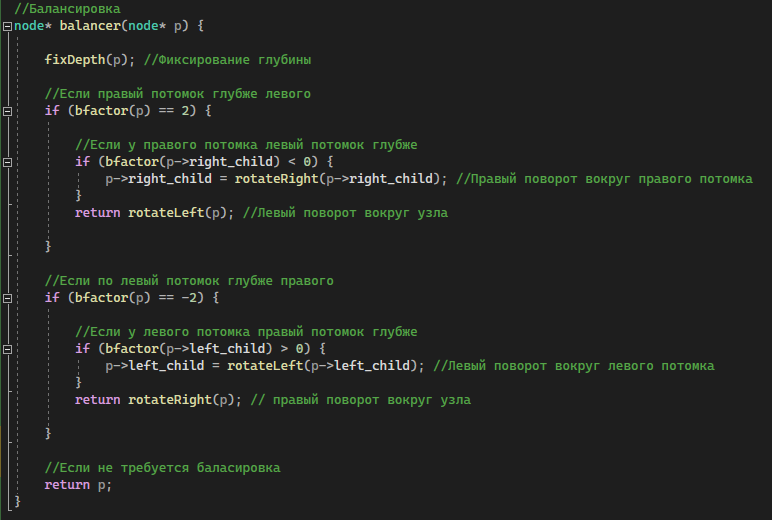 //Балансировка
node* balancer(node* p) {
fixDepth(p); //Фиксирование глубины
//Если правый потомок глубже левого
if (bfactor(p) == 2) {
//Если у правого потомка левый потомок глубже
if (bfactor(p->right_child) < 0) {
p->right_child = rotateRight(p->right_child); //Правый поворот вокруг правого потомка
}
return rotateLeft(p); //Левый поворот вокруг узла
}
//Если по левый потомок глубже правого
if (bfactor(p) == -2) {
//Если у левого потомка правый потомок глубже
if (bfactor(p->left_child) > 0) {
p->left_child = rotateLeft(p->left_child); //Левый поворот вокруг левого потомка
}
return rotateRight(p); // правый поворот вокруг узла
}
//Если не требуется баласировка
return p;
}